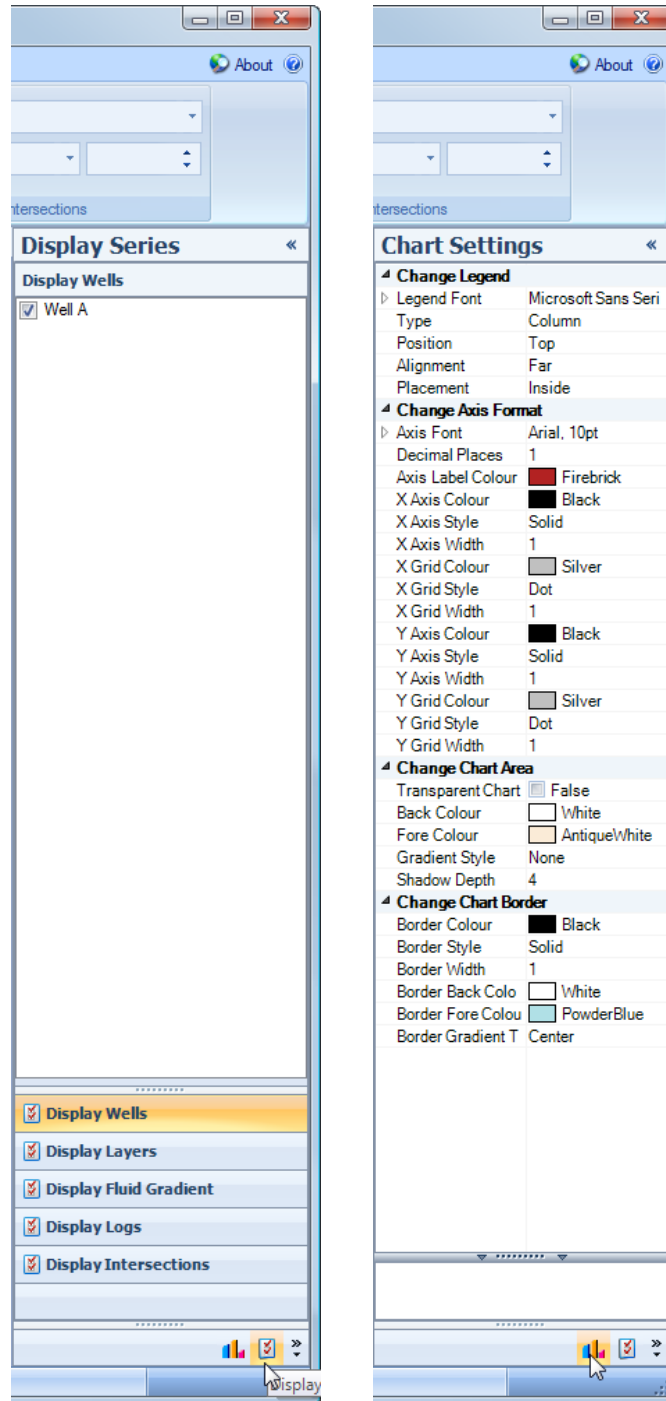 About
ntersections
Display Series «
Display Wells
Well A
Display Wells
Display Layers
Display Fluid Gradient
Display Logs
Display Intersections
Display
About
ntersections
Chart Settings «
Change Legend
Legend Font Microsoft Sans Seri
Type Column
Position Top
Alignment Far
Placement Inside
Change Axis Format
Axis Font Arial, 10pt
Decimal Places 1
Axis Label Colour Firebrick
X Axis Colour Black
X Axis Style Solid
X Axis Width 1
X Grid Colour Silver
X Grid Style Dot
X Grid Width 1
Y Axis Colour Black
Y Axis Style Solid
Y Axis Width 1
Y Grid Colour Silver
Y Grid Style Dot
Y Grid Width 1
Change Chart Area
Transparent Chart False
Back Colour White
Fore Colour AntiqueWhite
Gradient Style None
Shadow Depth 4
Change Chart Border
Border Colour Black
Border Style Solid
Border Width 1
Border Back Colo White
Border Fore Colou PowderBlue
Border Gradient T Center